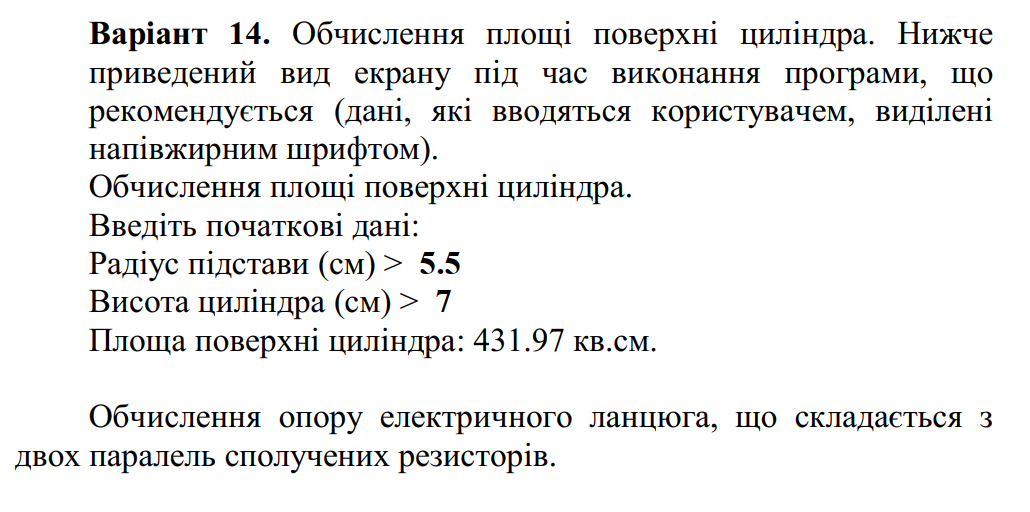 Варіант 14. Обчислення площі поверхні циліндра. Нижче
приведений вид екрану під час виконання програми, що
рекомендується (дані, які вводяться користувачем, виділені
напівжирним шрифтом).
Обчислення площі поверхні циліндра.
Введіть початкові дані:
Радіус підстави (см) > 5.5
Висота циліндра (см) > 7
Площа поверхні циліндра: 431.97 кв.см.
Обчислення опору електричного ланцюга, що складається з
двох паралель сполучених резисторів.